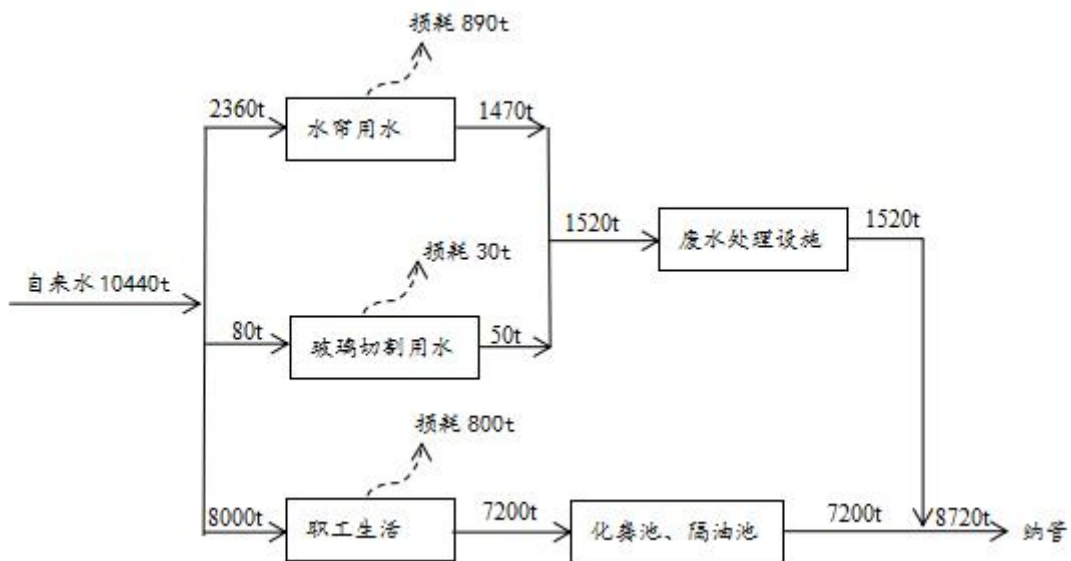 损耗 890t
2360t
水帘用水
1470t
1520t
废水处理设施
1520t
损耗 30t
自来水 10440t
80t
玻璃切割用水
50t
损耗 800t
8000t
职工生活
7200t
化粪池、隔油池
7200t
8720t
纳管